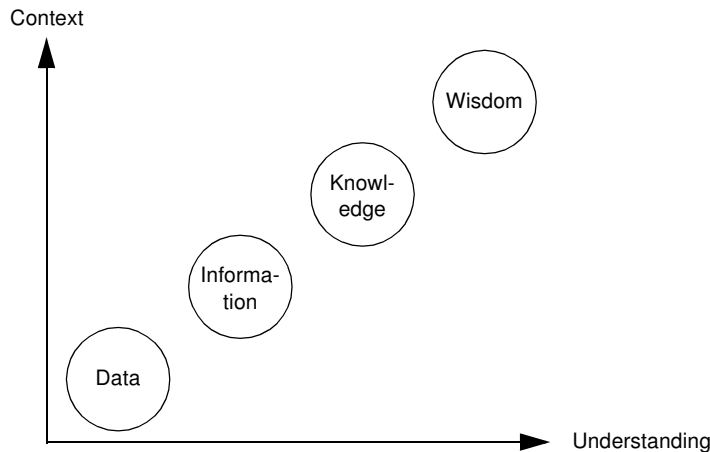 Context
Wisdom
Knowl-
edge
Informa-
tion
Data
Understanding